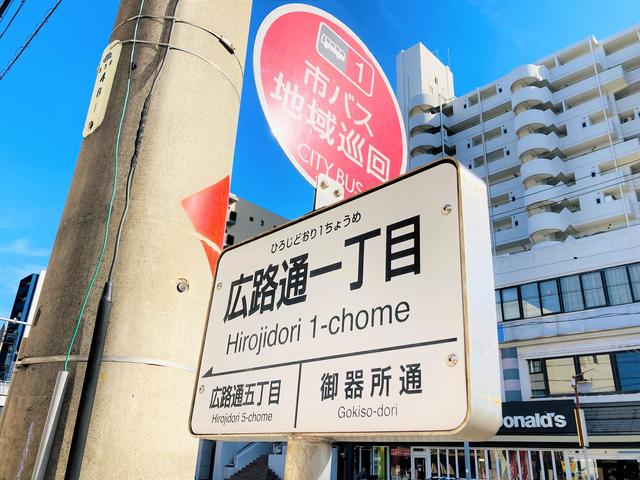 1
市バス
地域巡回
CITY BUS
ひろじどおり1ちょうめ
広路通一丁目
Hirojidori 1-chome
広路通五丁目
Hirojidori 5-chome
御器所通
Gokiso-dori
onald's